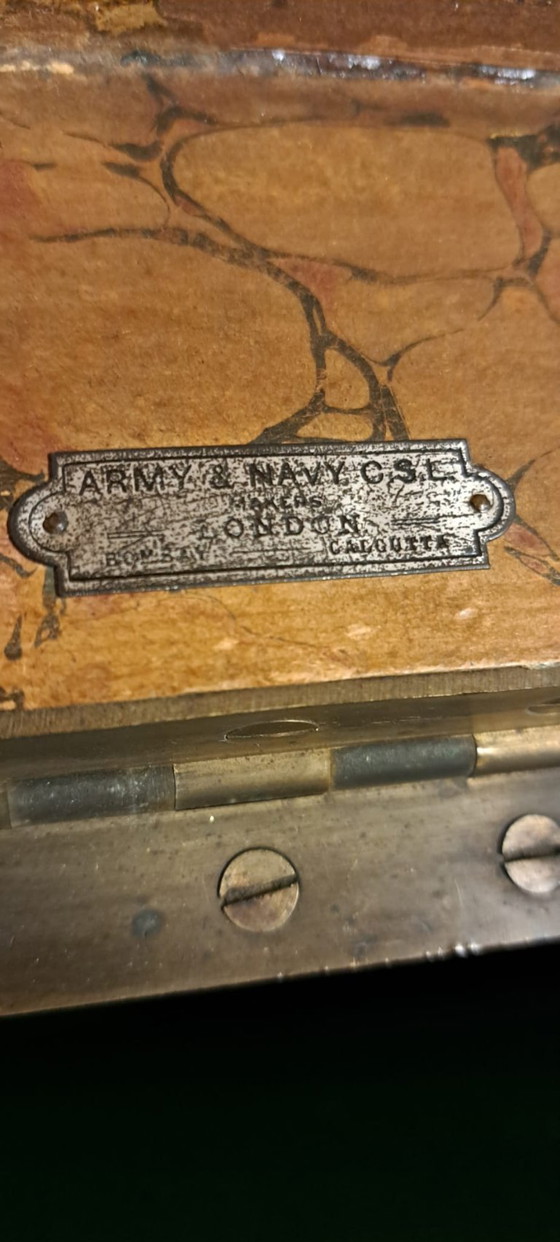 ARMY & NAVY C.S.L.
MAKERS
LONDON
BOMBAY CALCUTTA